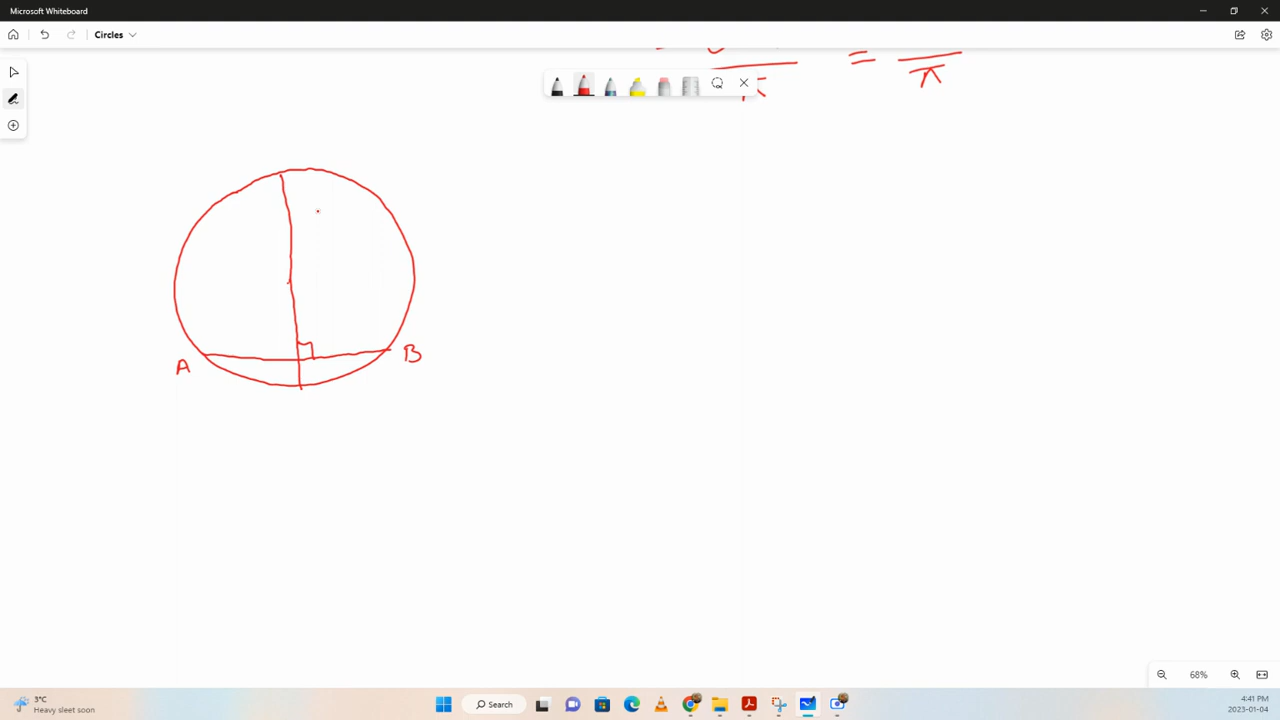 Microsoft Whiteboard
Circles
= π
A
B
68%
3°C
Heavy sleet soon
Search
4:41 PM
2023-01-04